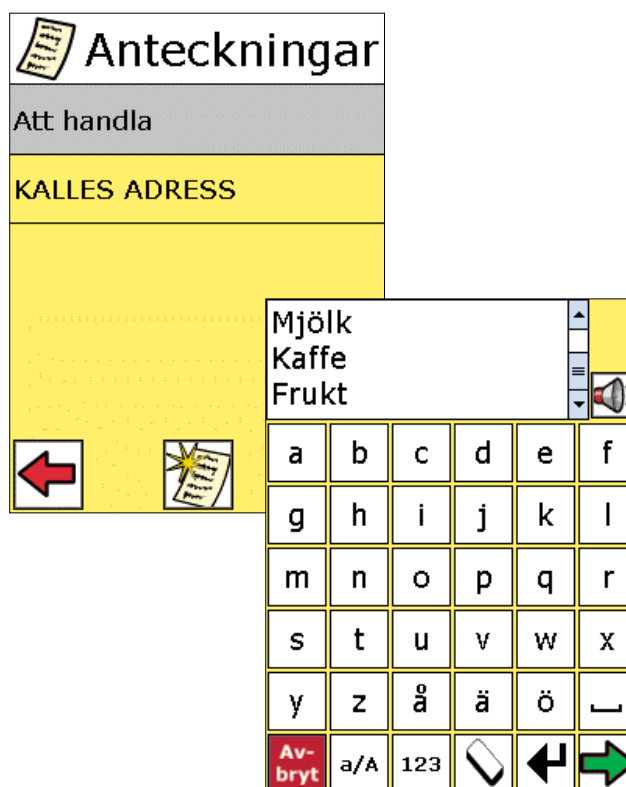 Anteckningar
Att handla
KALLES ADRESS
Mjölk
Kaffe
Frukt
a b c d e f
g h i j k l
m n o p q r
s t u v w x
y z å ä ö
Av-
bryt a/A 123